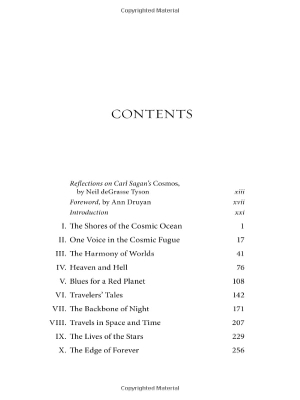 Copyrighted Material
CONTENTS
Reflections on Carl Sagan's Cosmos,
by Neil deGrasse Tyson xiii
Foreword, by Ann Druyan xvii
Introduction xxi
I. The Shores of the Cosmic Ocean 1
II. One Voice in the Cosmic Fugue 17
III. The Harmony of Worlds 41
IV. Heaven and Hell 76
V. Blues for a Red Planet 108
VI. Travelers' Tales 142
VII. The Backbone of Night 171
VIII. Travels in Space and Time 207
IX. The Lives of the Stars 229
X. The Edge of Forever 256
Copyrighted Material